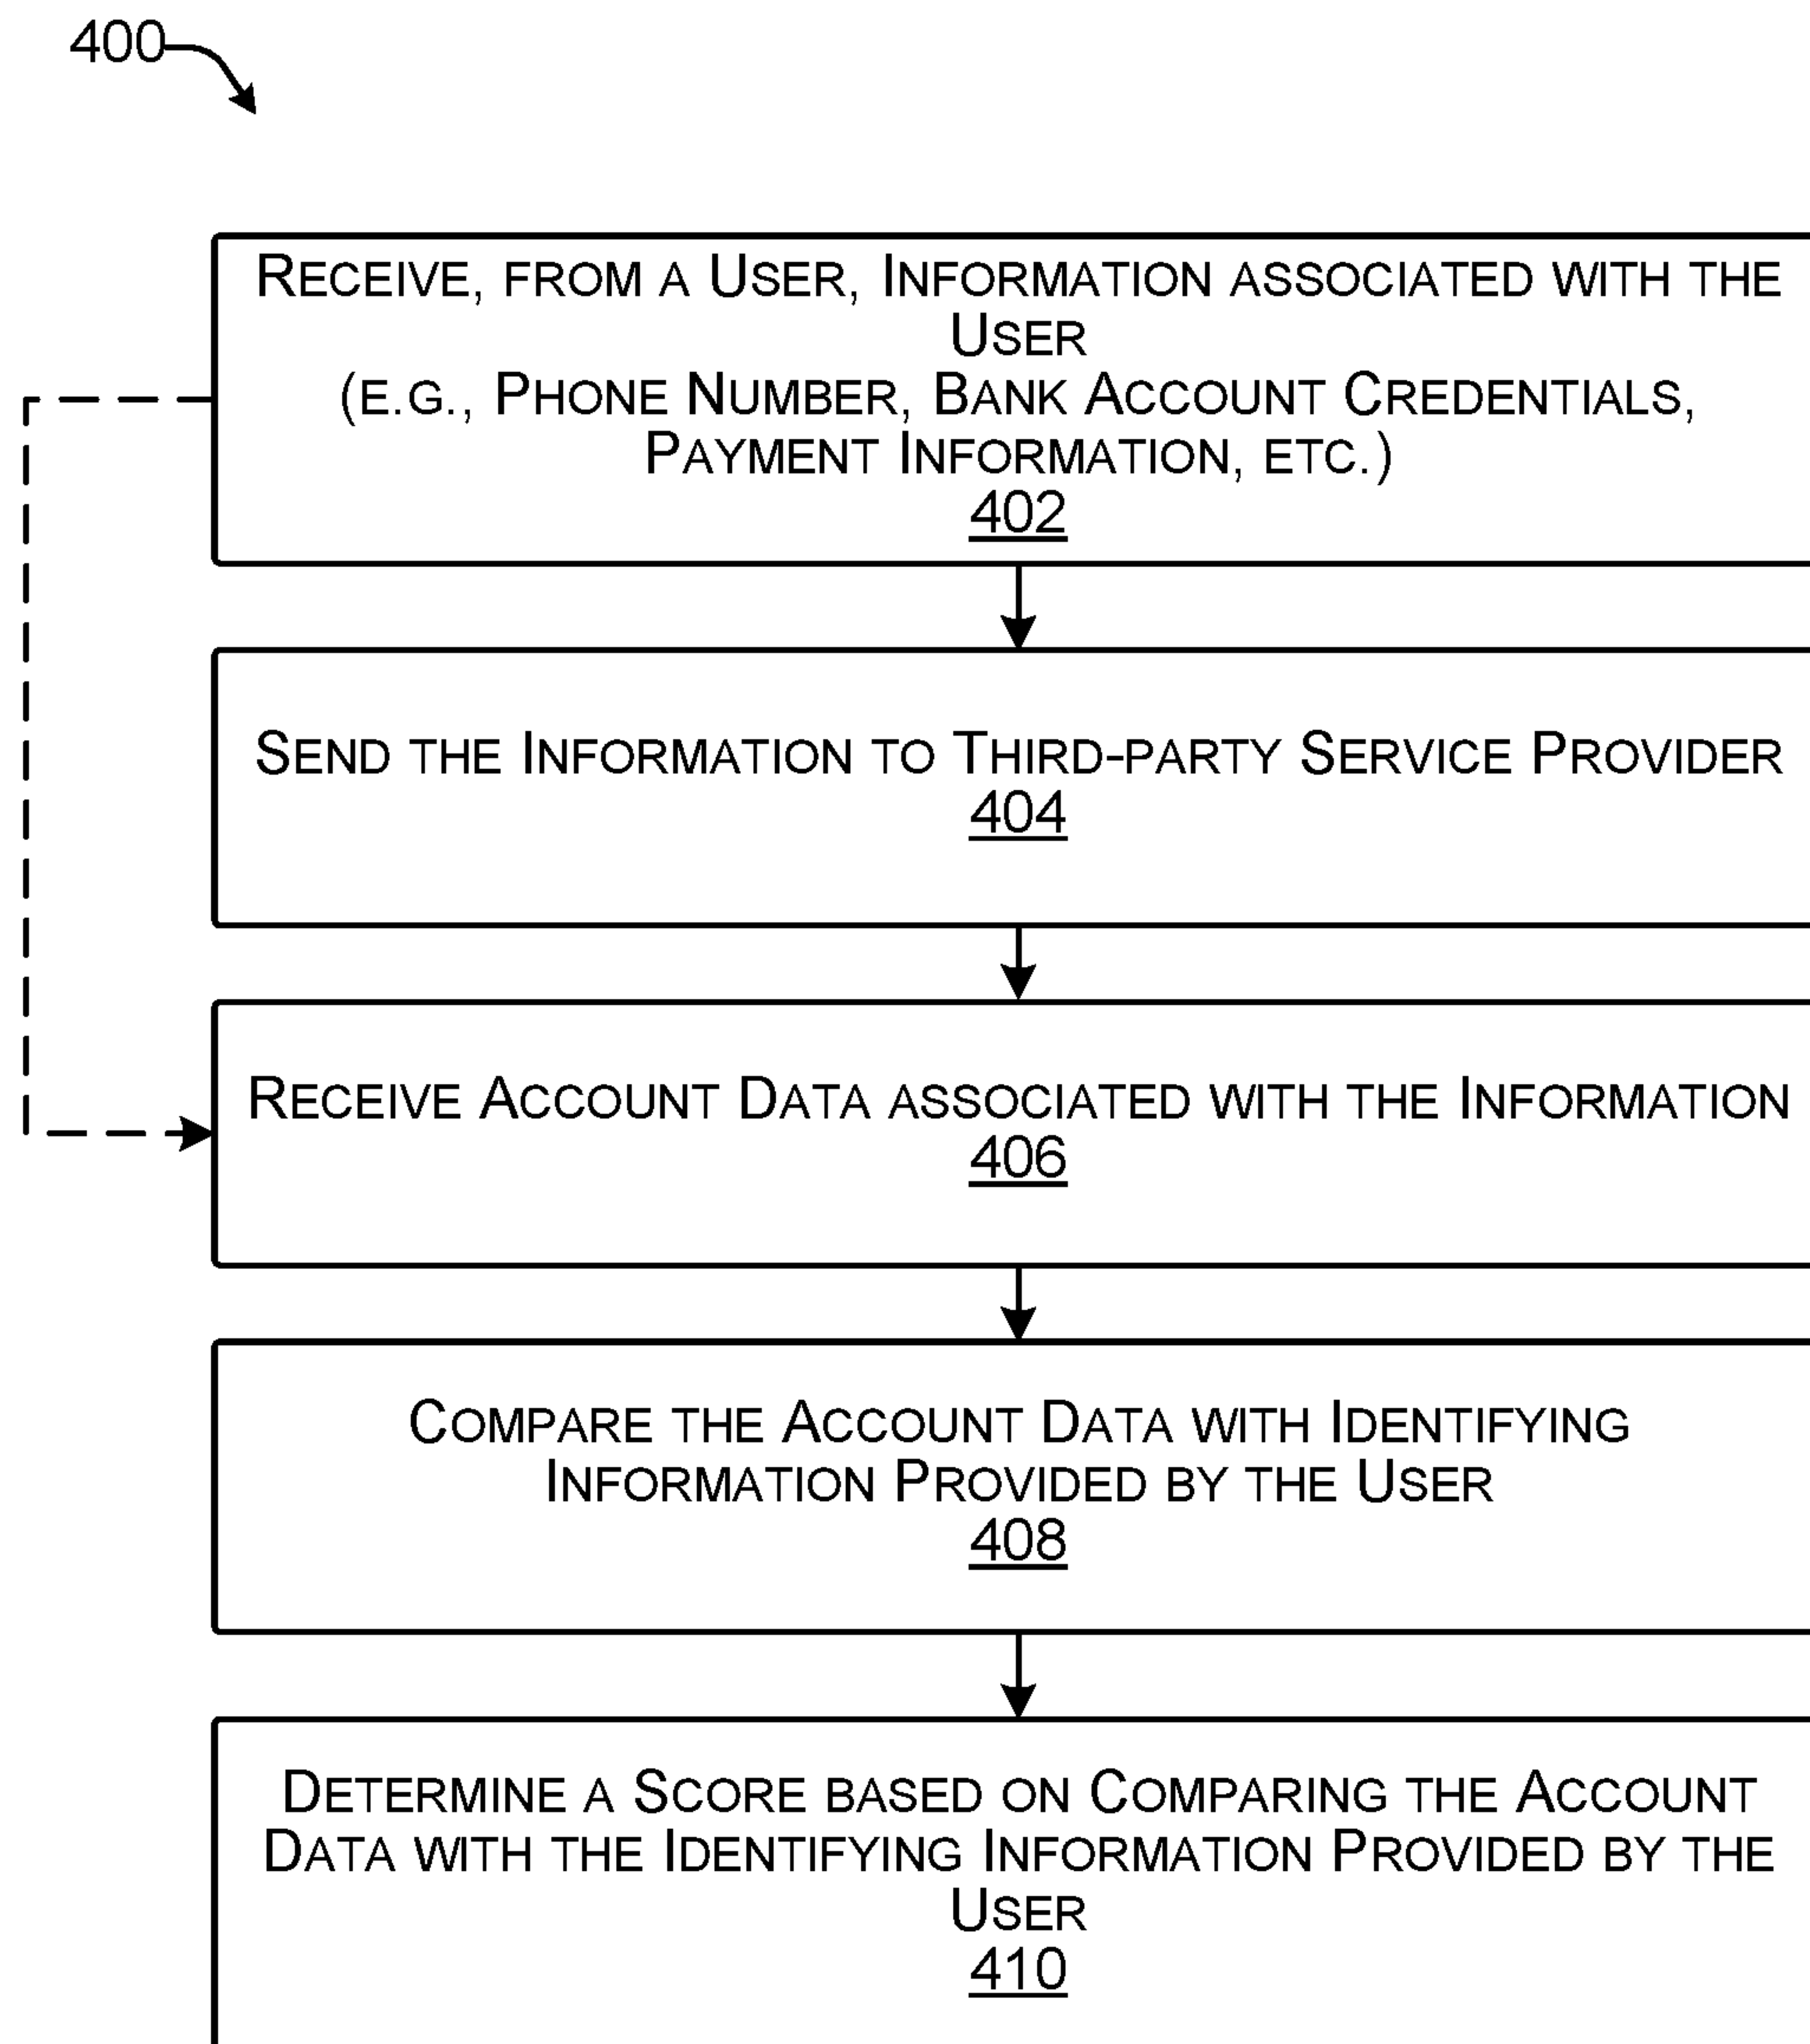 400
RECEIVE, FROM A USER, INFORMATION ASSOCIATED WITH THE
USER
(E.G., PHONE NUMBER, BANK ACCOUNT CREDENTIALS,
PAYMENT INFORMATION, ETC.)
402
SEND THE INFORMATION TO THIRD-PARTY SERVICE PROVIDER
404
RECEIVE ACCOUNT DATA ASSOCIATED WITH THE INFORMATION
406
COMPARE THE ACCOUNT DATA WITH IDENTIFYING
INFORMATION PROVIDED BY THE USER
408
DETERMINE A SCORE BASED ON COMPARING THE ACCOUNT
DATA WITH THE IDENTIFYING INFORMATION PROVIDED BY THE
USER
410